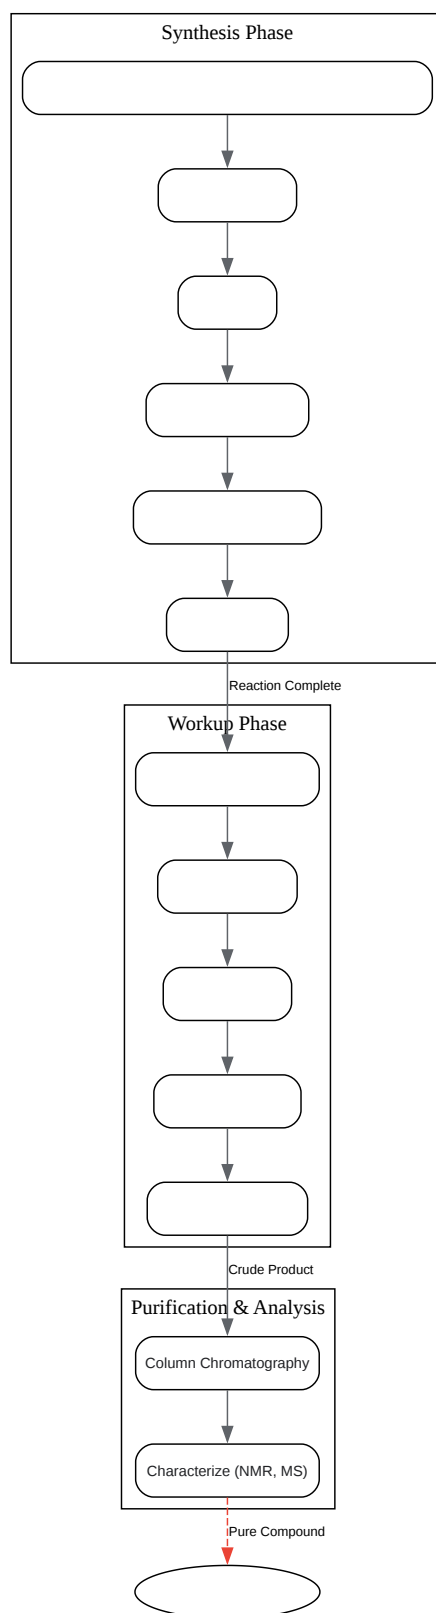 Synthesis Phase
Reaction Complete
Workup Phase
Crude Product
Purification & Analysis
Column Chromatography
Characterize (NMR, MS)
Pure Compound